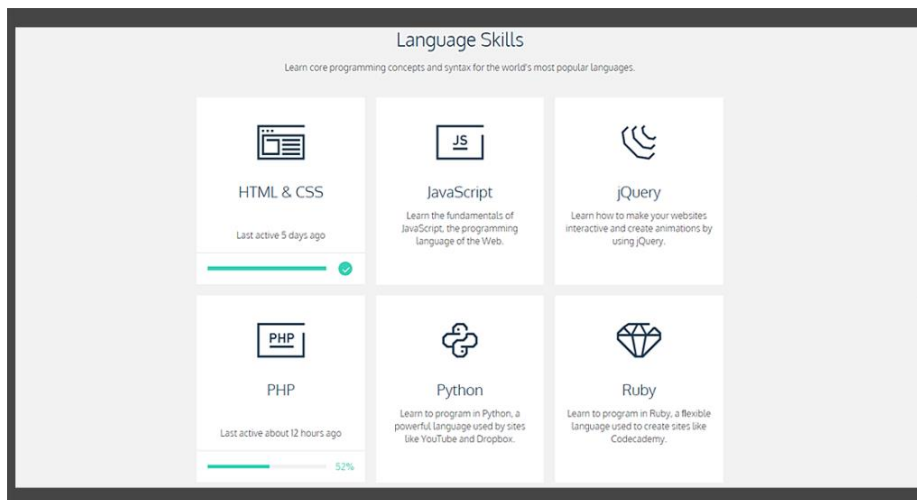 Language Skills
Learn core programming concepts and syntax for the world's most popular languages.
HTML & CSS
Last active 5 days ago
JS
JavaScript
Learn the fundamentals of
JavaScript, the programming
language of the Web.
jQuery
Learn how to make your websites
interactive and create animations by
using jQuery.
PHP
PHP
Last active about 12 hours ago
52%
Python
Learn to program in Python, a
powerful language used by sites
like YouTube and Dropbox.
Ruby
Learn to program in Ruby, a flexible
language used to create sites like
Codecademy.